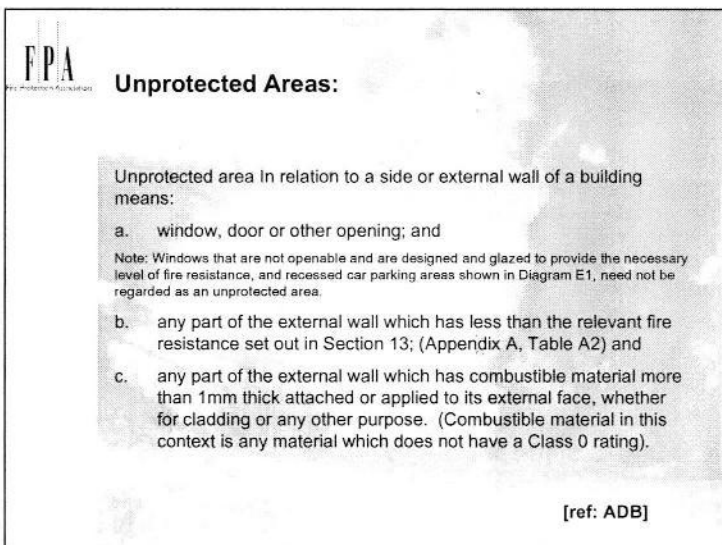 FPA
Fire Protection Association
Unprotected Areas:
Unprotected area In relation to a side or external wall of a building
means:
a. window, door or other opening; and
Note: Windows that are not openable and are designed and glazed to provide the necessary
level of fire resistance, and recessed car parking areas shown in Diagram E1, need not be
regarded as an unprotected area.
b. any part of the external wall which has less than the relevant fire
resistance set out in Section 13; (Appendix A, Table A2) and
c. any part of the external wall which has combustible material more
than 1mm thick attached or applied to its external face, whether
for cladding or any other purpose. (Combustible material in this
context is any material which does not have a Class 0 rating).
[ref: ADB]